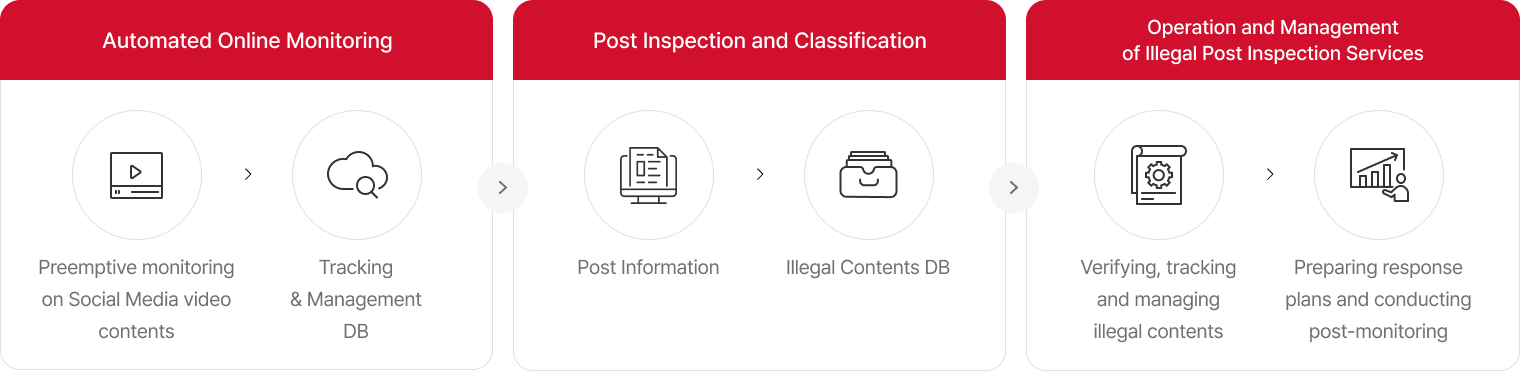 Automated Online Monitoring
Preemptive monitoring
on Social Media video
contents
Tracking
& Management
DB
Post Inspection and Classification
Post Information
Illegal Contents DB
Operation and Management
of Illegal Post Inspection Services
Verifying, tracking
and managing
illegal contents
Preparing response
plans and conducting
post-monitoring